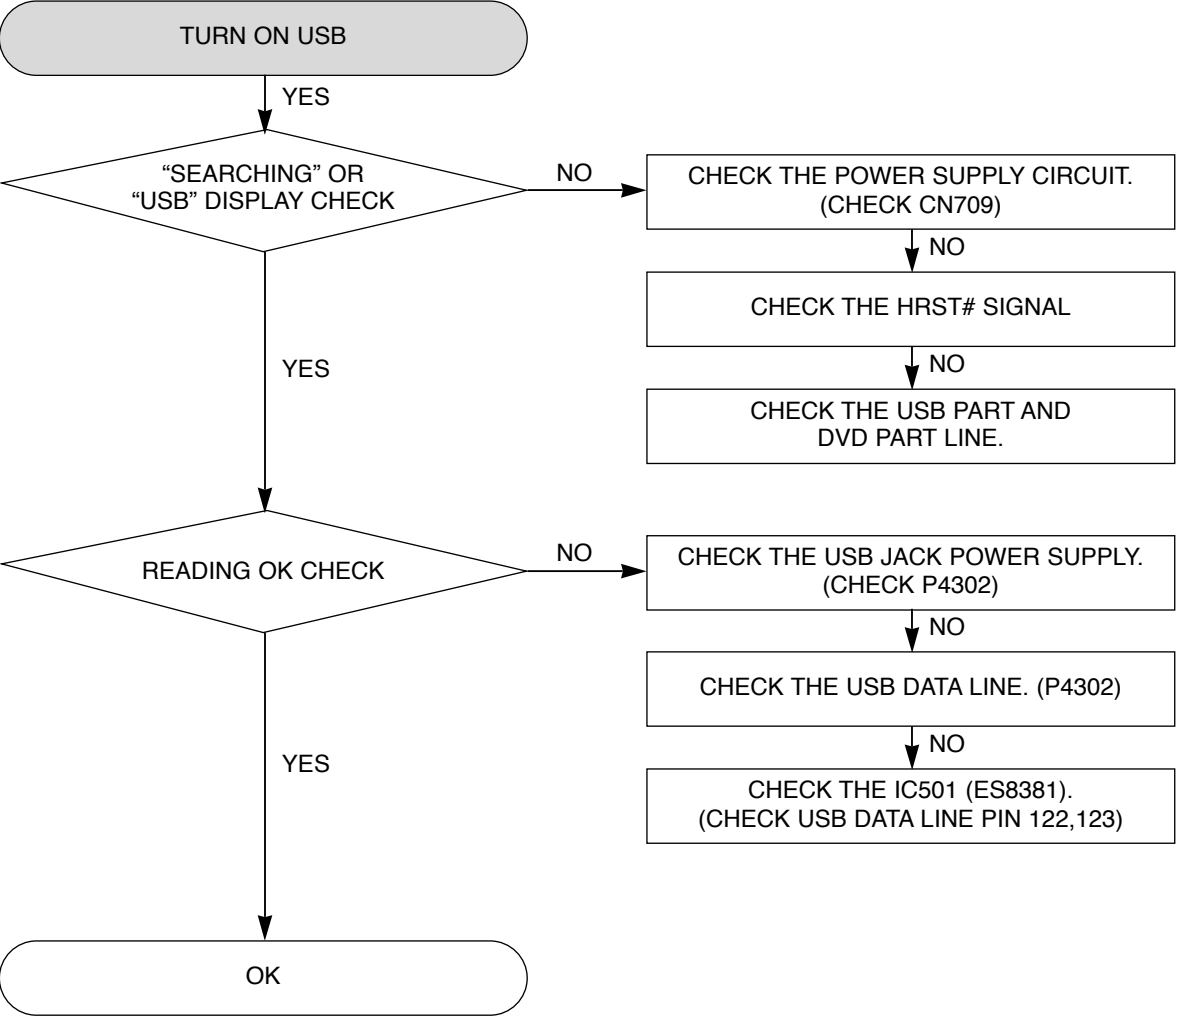 TURN ON USB
YES
“SEARCHING” OR
“USB” DISPLAY CHECK
NO
CHECK THE POWER SUPPLY CIRCUIT.
(CHECK CN709)
NO
CHECK THE HRST# SIGNAL
NO
CHECK THE USB PART AND
DVD PART LINE.
YES
READING OK CHECK
NO
CHECK THE USB JACK POWER SUPPLY.
(CHECK P4302)
NO
CHECK THE USB DATA LINE. (P4302)
NO
CHECK THE IC501 (ES8381).
(CHECK USB DATA LINE PIN 122,123)
YES
OK